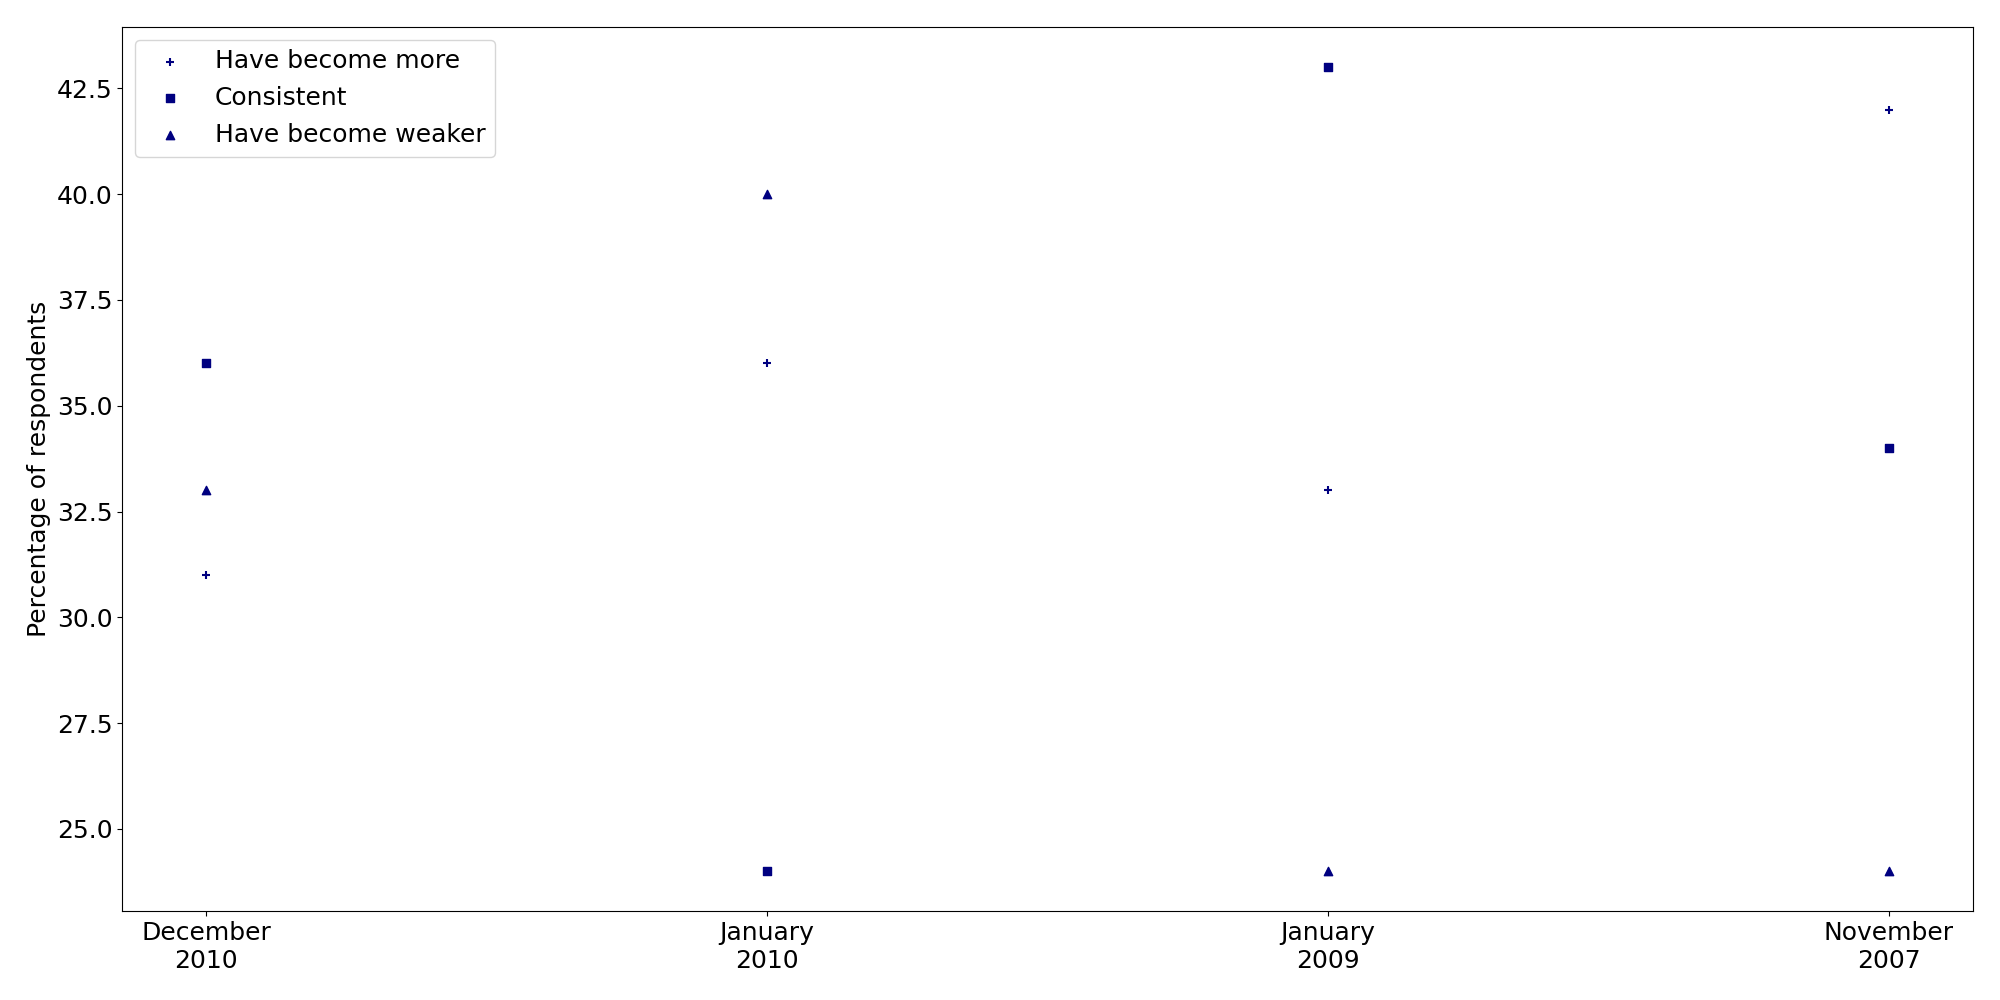 Have become more
Consistent
Have become weaker
Percentage of respondents
42.5
40.0
37.5
35.0
32.5
30.0
27.5
25.0
December
2010
January
2010
January
2009
November
2007